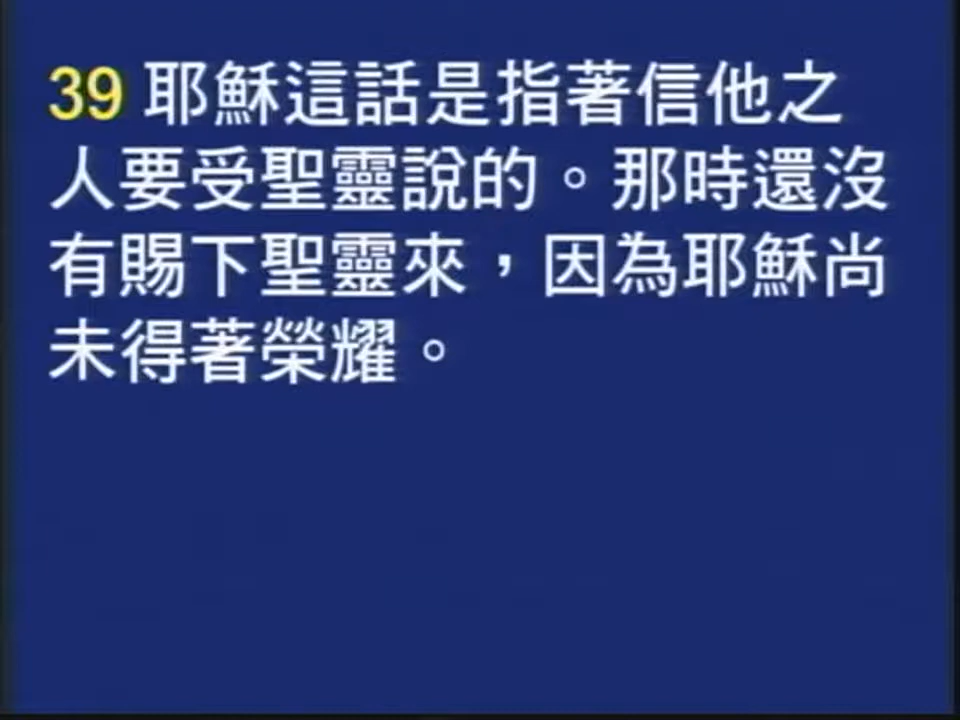 39 耶穌這話是指著信他之
人要受聖靈說的。那時還沒
有賜下聖靈來，因為耶穌尚
未得著榮耀。